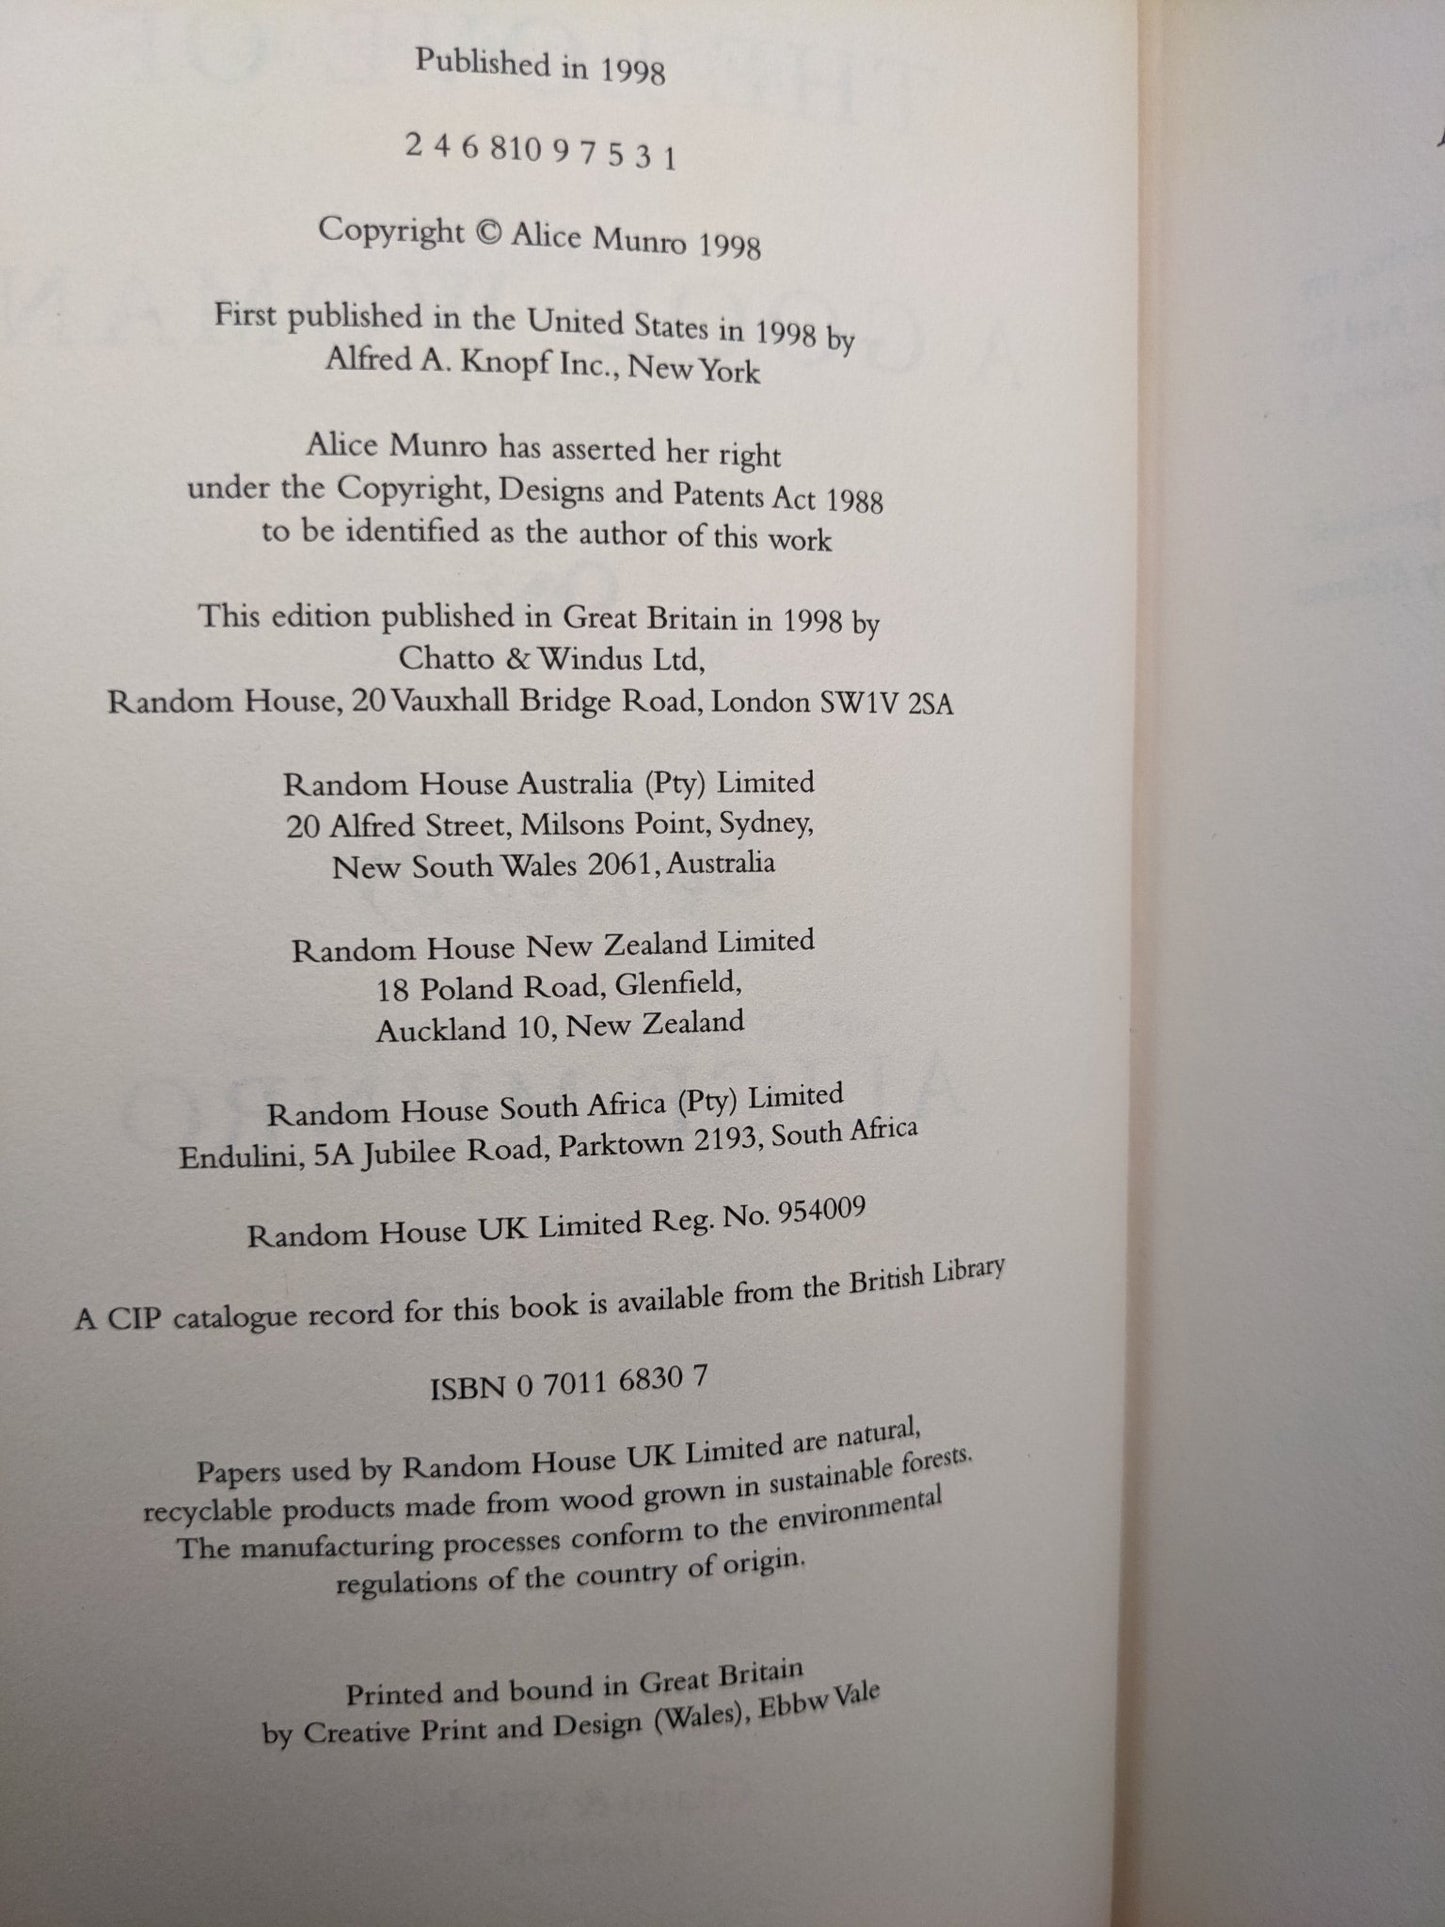 Published in 1998
2 4 6 810 9 7 5 3 1
Copyright © Alice Munro 1998
First published in the United States in 1998 by
Alfred A. Knopf Inc., New York
Alice Munro has asserted her right
under the Copyright, Designs and Patents Act 1988
to be identified as the author of this work
This edition published in Great Britain in 1998 by
Chatto & Windus Ltd,
Random House, 20 Vauxhall Bridge Road, London SW1V 2SA
Random House Australia (Pty) Limited
20 Alfred Street, Milsons Point, Sydney,
New South Wales 2061, Australia
Random House New Zealand Limited
18 Poland Road, Glenfield,
Auckland 10, New Zealand
Random House South Africa (Pty) Limited
Endulini, 5A Jubilee Road, Parktown 2193, South Africa
Random House UK Limited Reg. No. 954009
A CIP catalogue record for this book is available from the British Library
ISBN 0 7011 6830 7
Papers used by Random House UK Limited are natural,
recyclable products made from wood grown in sustainable forests.
The manufacturing processes conform to the environmental
regulations of the country of origin.
Printed and bound in Great Britain
by Creative Print and Design (Wales), Ebbw Vale